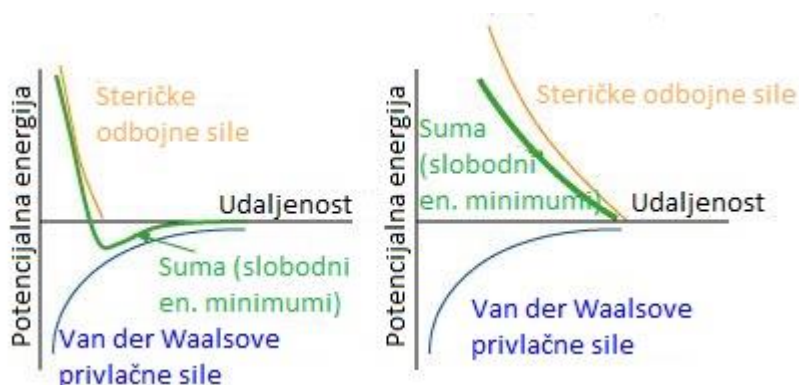 Potencijalna energija
Steričke
odbojne sile
Udaljenost
Suma (slobodni
en. minimumi)
Van der Waalsove
privlačne sile
Potencijalna energija
Steričke odbojne sile
Suma
(slobodni
en. minimumi)
Udaljenost
Van der Waalsove
privlačne sile